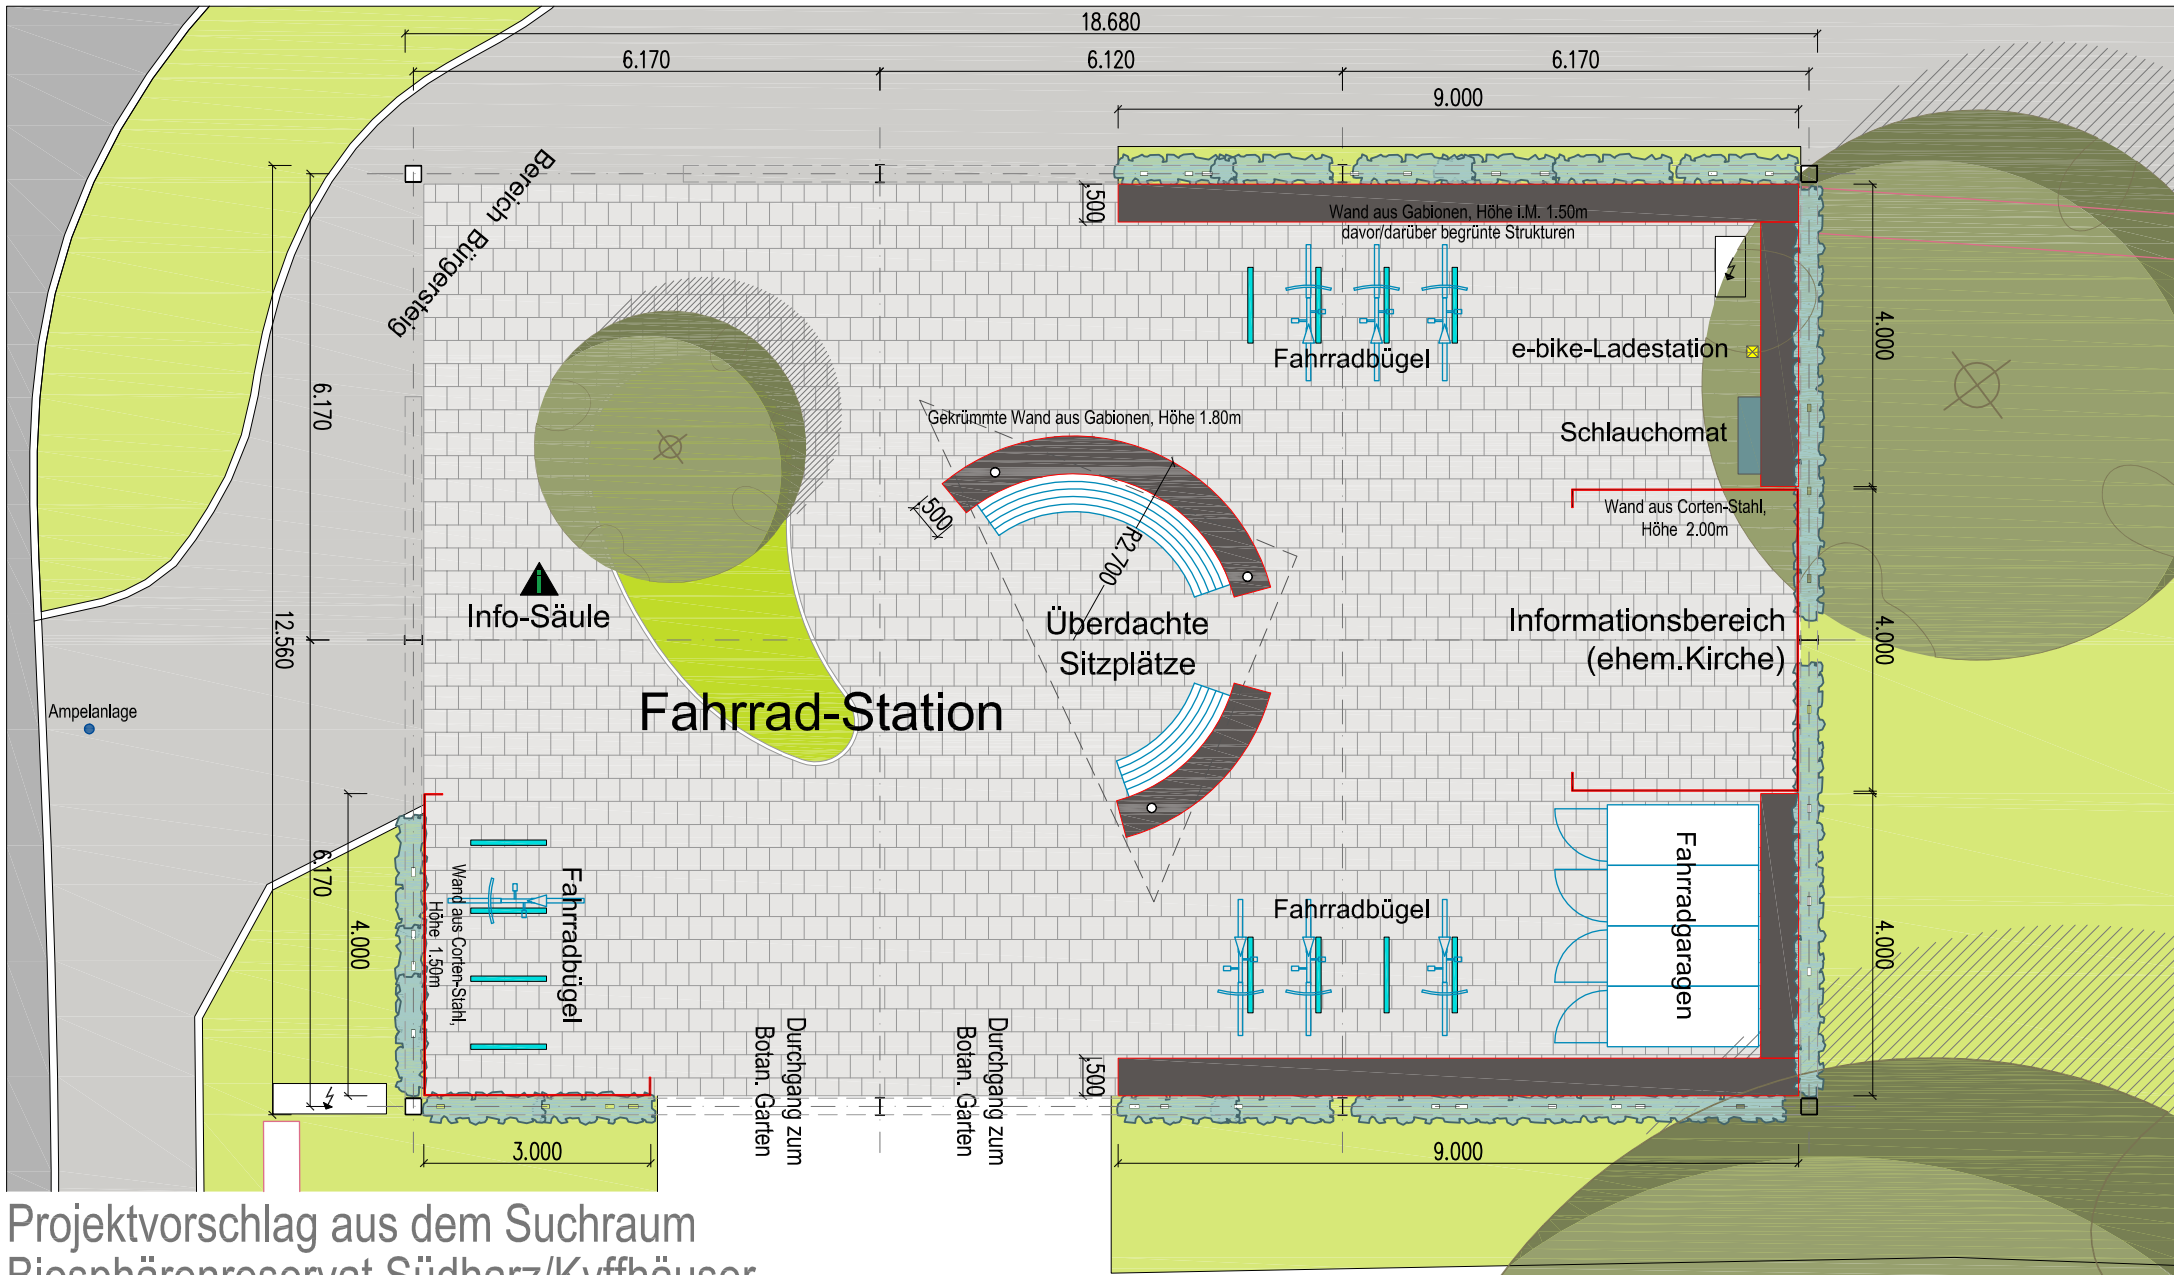 18.680
6.170
6.120
6.170
9.000
Bereich Bürgersteig
.500
Wand aus Gabionen, Höhe i.M. 1.50m
davor/darüber begrünte Strukturen
Fahrradbügel
e-bike-Ladestation
4.000
6.170
Gekrümmte Wand aus Gabionen, Höhe 1.80m
Schlauchomat
.500
R2.700
Wand aus Corten-Stahl,
Höhe 2.00m
i
Info-Säule
12.560
Überdachte
Sitzplätze
Informationsbereich
(ehem.Kirche)
4.000
Fahrrad-Station
Ampelanlage
6.170
4.000
Wand aus Corten-Stahl,
Höhe 1.50m
Fahrradbügel
Fahrradbügel
Fahrradgaragen
4.000
Durchgang zum
Botan. Garten
Durchgang zum
Botan. Garten
.500
3.000
9.000
Projektvorschlag aus dem Suchraum
Biosphärenreservat Südharz/Kyffhäuser